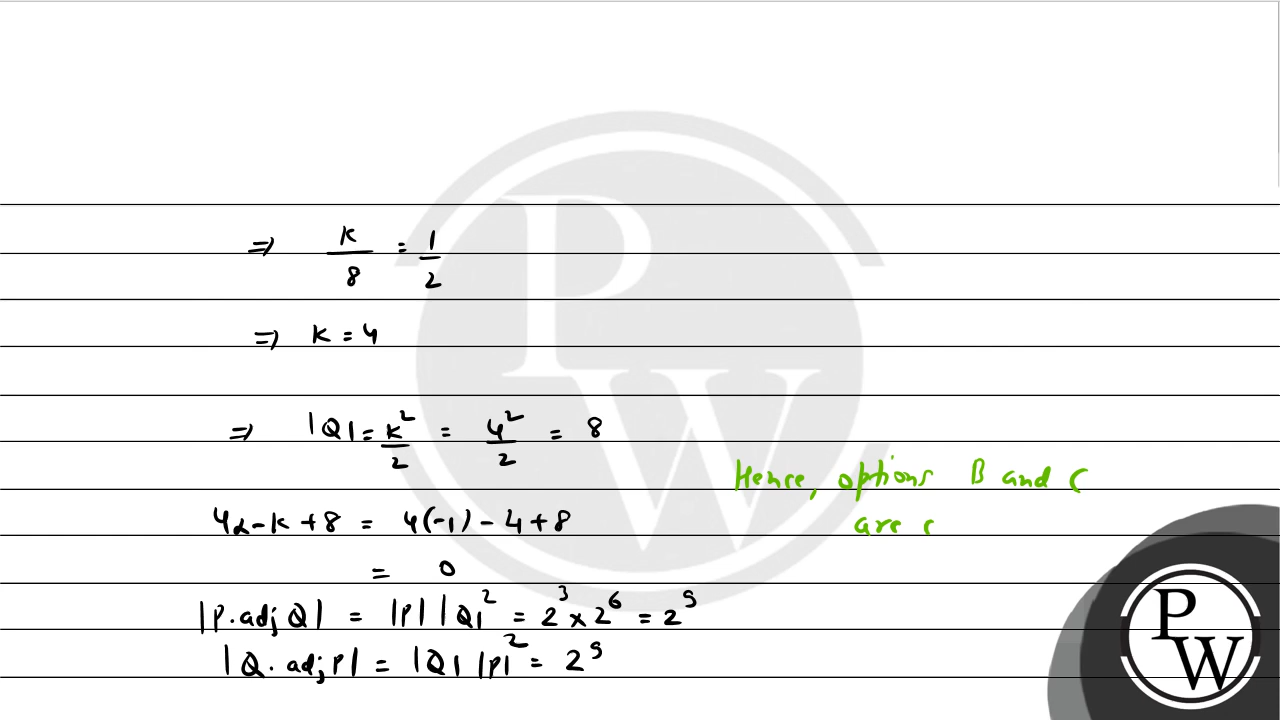 ⇒ k/8 = 1/2
⇒ k = 4
⇒ |Q| = k²/2 = 4²/2 = 8
4α - k + 8 = 4(-1) - 4 + 8
= 0
|P. adj Q| = |P| |Q|² = 2³ × 2⁶ = 2⁹
|Q. adj P| = |Q| |P|² = 2⁹
Hence, options B and C
are c
P
W
P
W